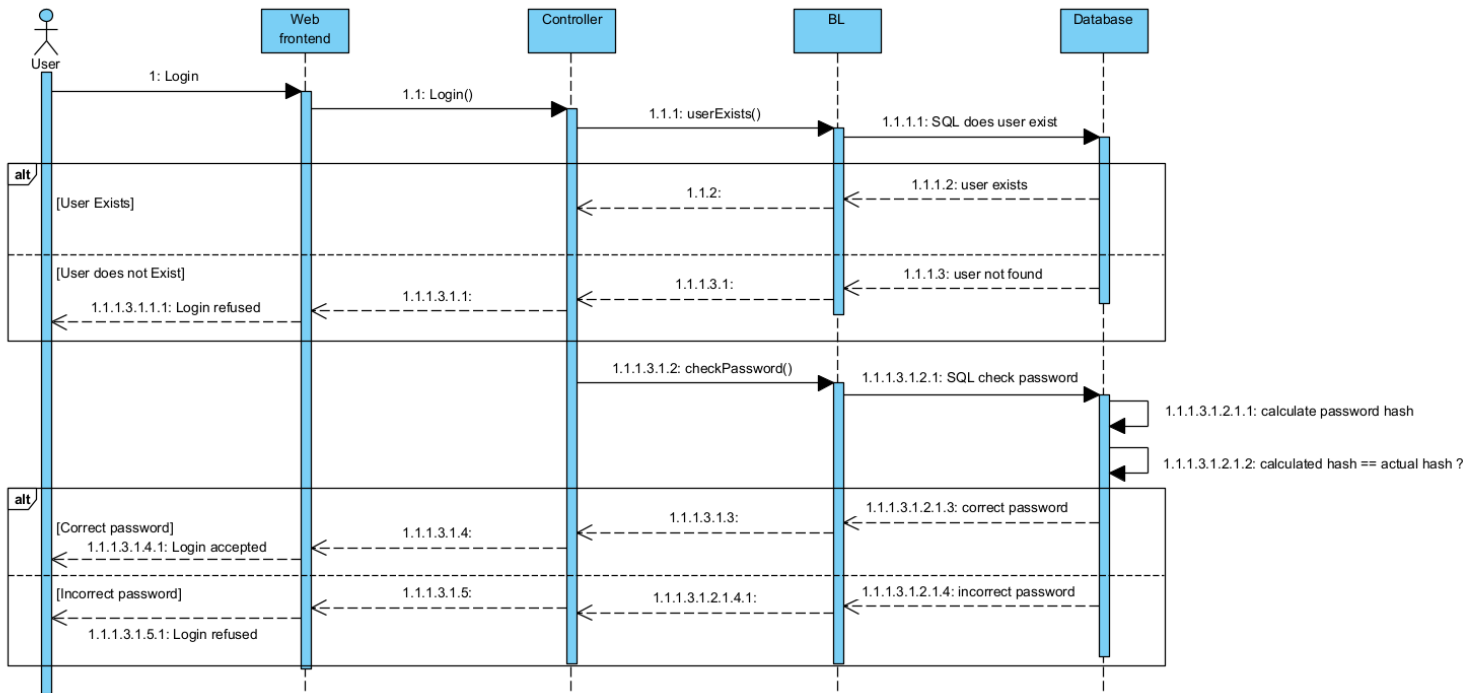 User
Web
frontend
Controller
BL
Database
1: Login
1.1: Login()
1.1.1: userExists()
1.1.1.1: SQL does user exist
alt
[User Exists]
1.1.1.2: user exists
1.1.2:
[User does not Exist]
1.1.1.3: user not found
1.1.1.3.1:
1.1.1.3.1.1:
1.1.1.3.1.1.1: Login refused
1.1.1.3.1.2: checkPassword()
1.1.1.3.1.2.1: SQL check password
1.1.1.3.1.2.1.1: calculate password hash
1.1.1.3.1.2.1.2: calculated hash == actual hash ?
alt
[Correct password]
1.1.1.3.1.2.1.3: correct password
1.1.1.3.1.3:
1.1.1.3.1.4:
1.1.1.3.1.4.1: Login accepted
[Incorrect password]
1.1.1.3.1.2.1.4: incorrect password
1.1.1.3.1.2.1.4.1:
1.1.1.3.1.5:
1.1.1.3.1.5.1: Login refused